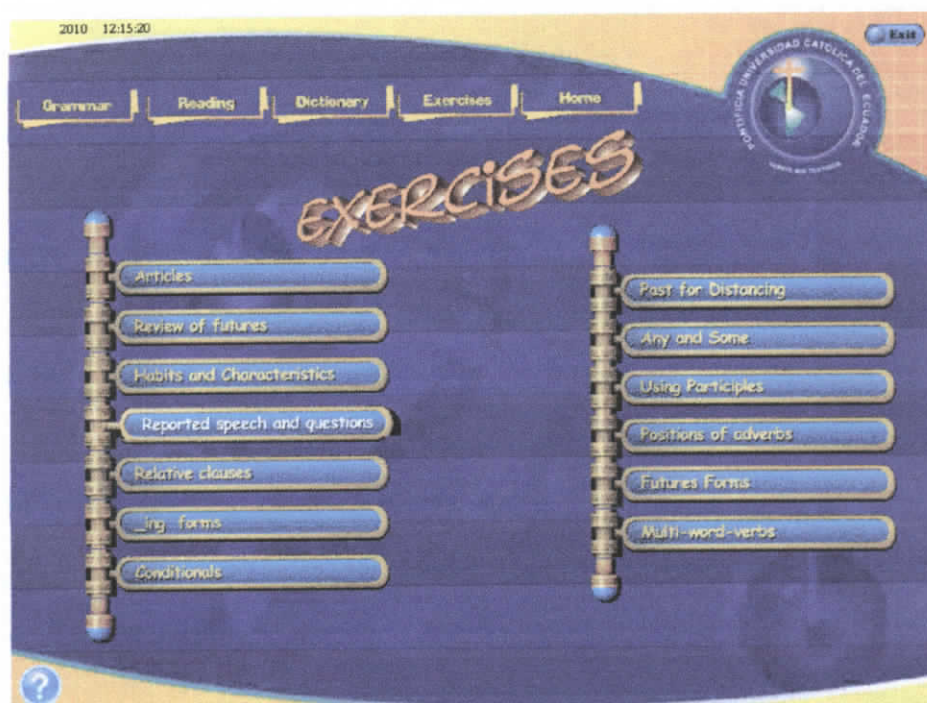 2010 12:15:20
Exit
Grammar
Reading
Dictionary
Exercises
Home
PONTIFICIA UNIVERSIDAD CATOLICA DEL ECUADOR
EXERCISES
Articles
Review of futures
Habits and Characteristics
Reported speech and questions
Relative clauses
_ing forms
Conditionals
Past for Distancing
Any and Some
Using Participles
Positions of adverbs
Futures Forms
Multi-word-verbs
?